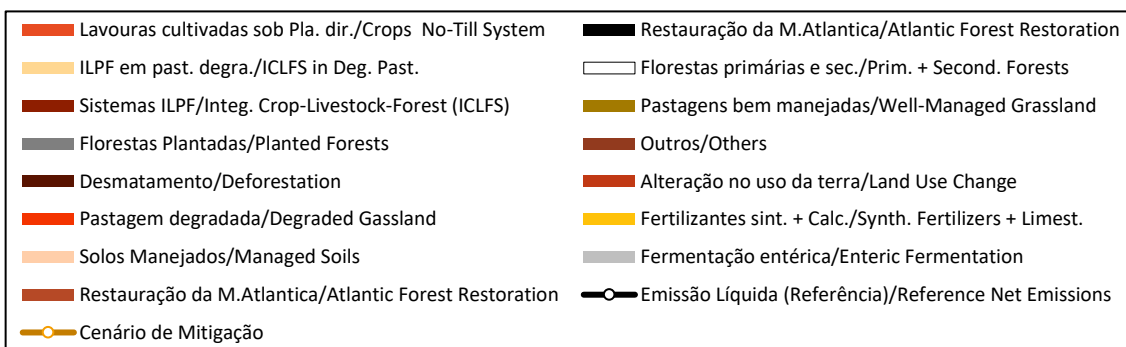 Lavouras cultivadas sob Pla. dir./Crops  No-Till System
Restauração da M.Atlantica/Atlantic Forest Restoration
ILPF em past. degra./ICLFS in Deg. Past.
Florestas primárias e sec./Prim. + Second. Forests
Sistemas ILPF/Integ. Crop-Livestock-Forest (ICLFS)
Pastagens bem manejadas/Well-Managed Grassland
Florestas Plantadas/Planted Forests
Outros/Others
Desmatamento/Deforestation
Alteração no uso da terra/Land Use Change
Pastagem degradada/Degraded Gassland
Fertilizantes sint. + Calc./Synth. Fertilizers + Limest.
Solos Manejados/Managed Soils
Fermentação entérica/Enteric Fermentation
Restauração da M.Atlantica/Atlantic Forest Restoration
Emissão Líquida (Referência)/Reference Net Emissions
Cenário de Mitigação